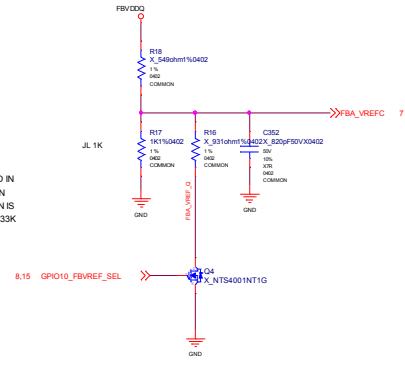 FBVDDQ
R18
X_549ohm1%0402
1 %
0402
COMMON
FBA_VREFC 7
JL 1K
R17
1K1%0402
1 %
0402
COMMON
R16
X_931ohm1%0402
1 %
0402
COMMON
C352
X_820pF50VX0402
50V
10%
X7R
0402
COMMON
D IN
N
N IS
33K
GND
FBA_VREF_Q
GND
8,15 GPIO10_FBVREF_SEL
Q4
X_NTS4001NT1G
GND